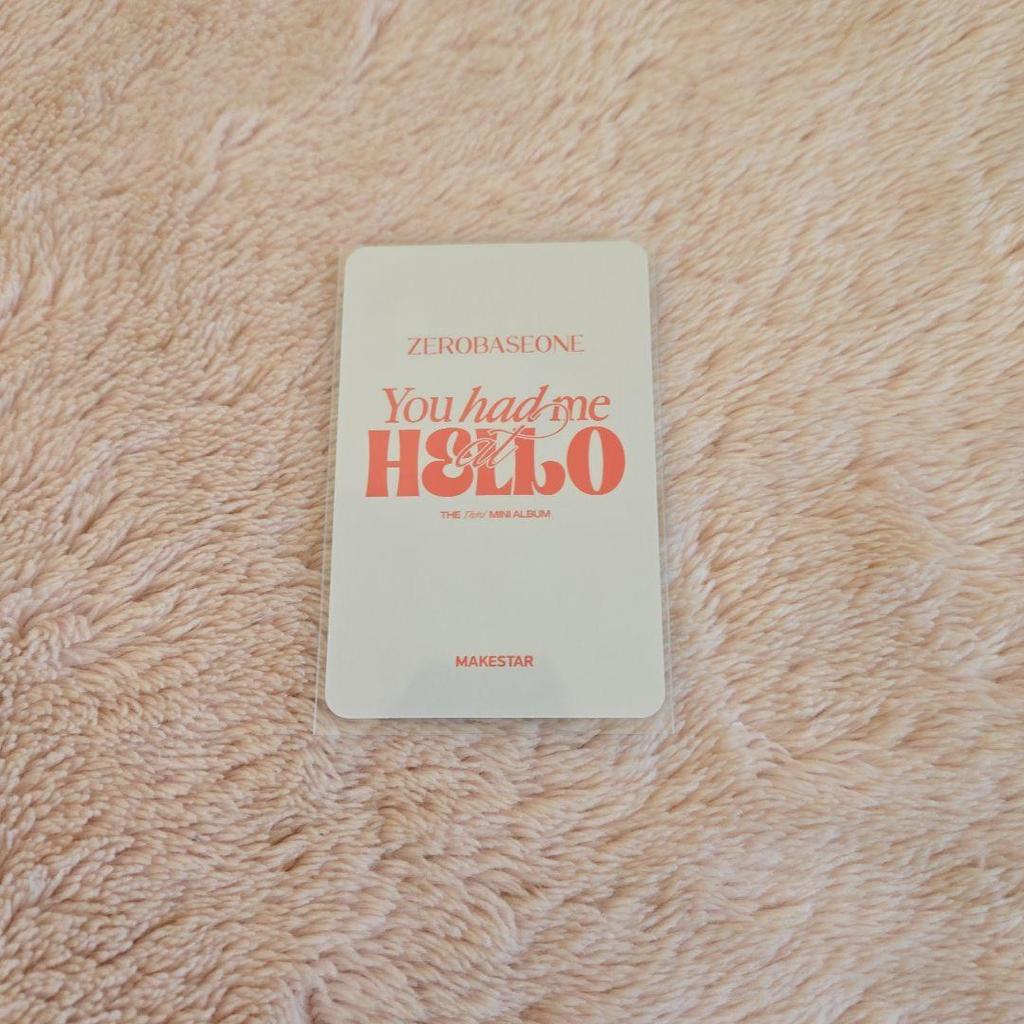 ZEROBASEONE
You had me
at
HELLO
THE Third MINI ALBUM
MAKESTAR